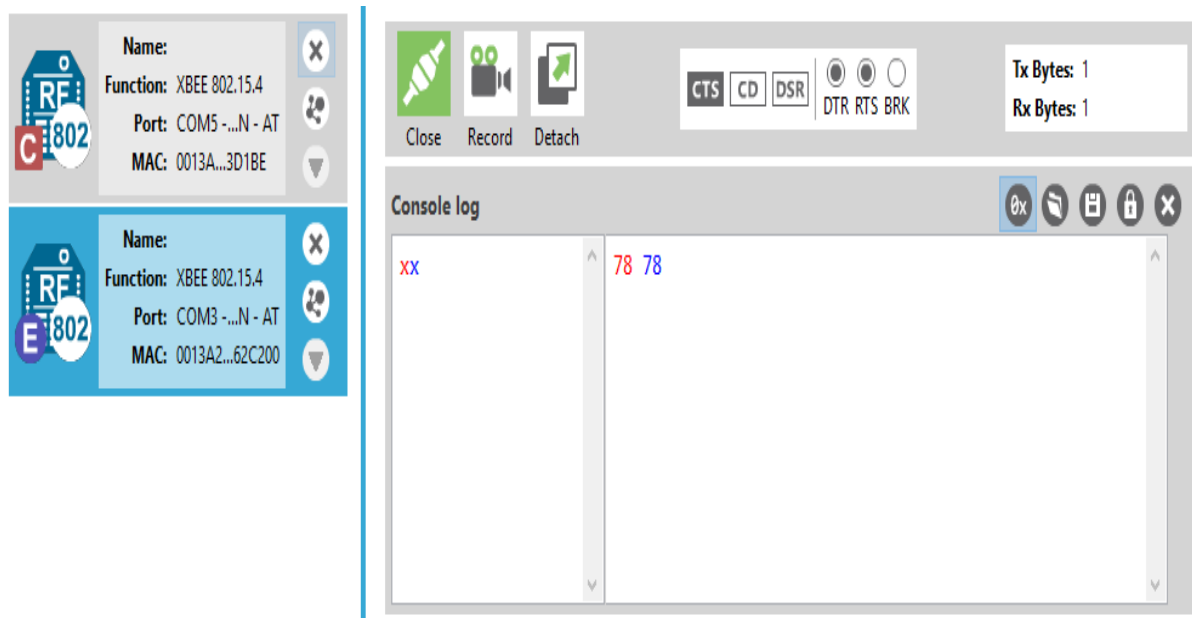 Name:
Function: XBEE 802.15.4
Port: COM5 -...N - AT
MAC: 0013A...3D1BE
RF
802
C
Name:
Function: XBEE 802.15.4
Port: COM3 -...N - AT
MAC: 0013A2...62C200
RF
802
E
Close
Record
Detach
CTS CD DSR
DTR RTS BRK
Tx Bytes: 1
Rx Bytes: 1
Console log
0x
xx
78 78